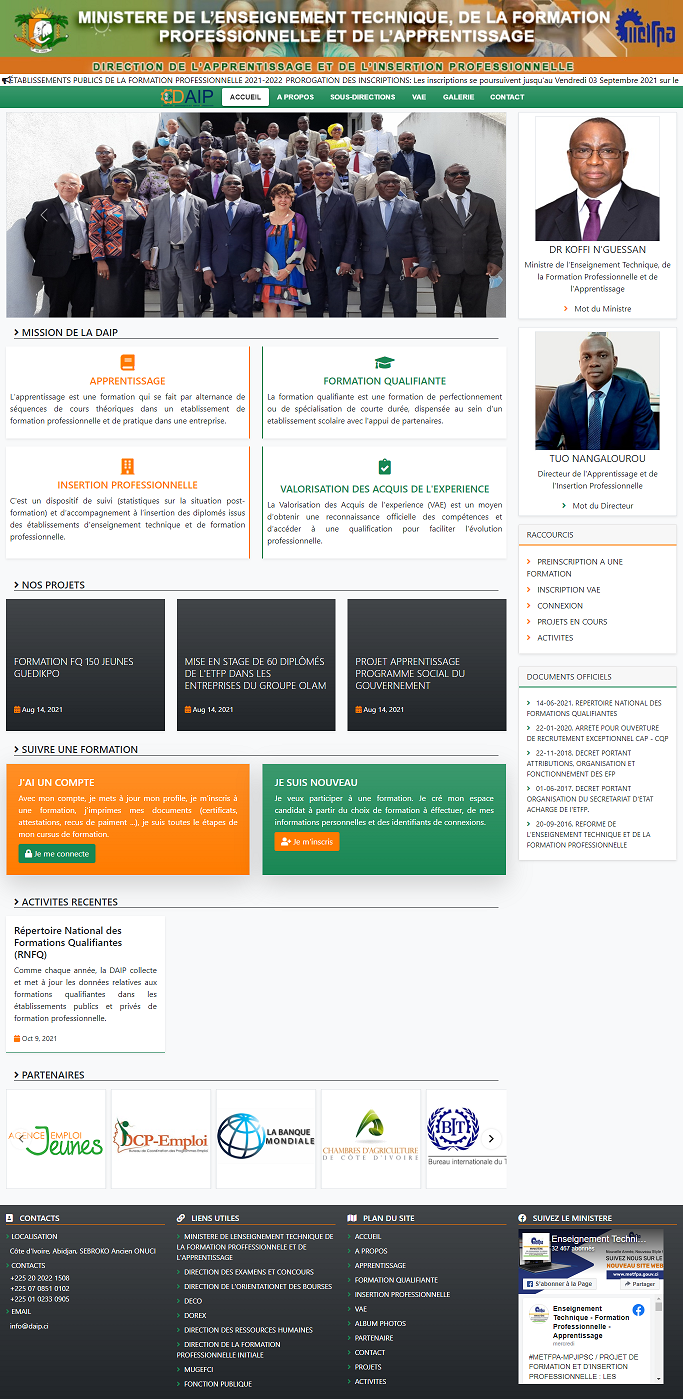 MINISTERE DE L'ENSEIGNEMENT TECHNIQUE, DE LA FORMATION
PROFESSIONNELLE ET DE L'APPRENTISSAGE
metfpa
DIRECTION DE L'APPRENTISSAGE ET DE L'INSERTION PROFESSIONNELLE
ETABLISSEMENTS PUBLICS DE LA FORMATION PROFESSIONNELLE 2021-2022 PROROGATION DES INSCRIPTIONS: Les inscriptions se poursuivent jusqu'au Vendredi 03 Septembre 2021 sur le
DAIP
ACCUEIL
A PROPOS
SOUS-DIRECTIONS
VAE
GALERIE
CONTACT
DR KOFFI N'GUESSAN
Ministre de l'Enseignement Technique, de
la Formation Professionnelle et de
l'Apprentissage
Mot du Ministre
MISSION DE LA DAIP
APPRENTISSAGE
L'apprentissage est une formation qui se fait par alternance de
séquences de cours théoriques dans un etablissement de
formation professionnelle et de pratique dans une entreprise.
FORMATION QUALIFIANTE
La formation qualifiante est une formation de perfectionnement
ou de spécialisation de courte durée, dispensée au sein d'un
etablissement scolaire avec l'appui de partenaires.
INSERTION PROFESSIONNELLE
C'est un dispositif de suivi (statistiques sur la situation post-
formation) et d'accompagnement à l'insertion des diplomés issus
des établissements d'enseignement technique et de formation
professionnelle.
VALORISATION DES ACQUIS DE L'EXPERIENCE
La Valorisation des Acquis de l'experience (VAE) est un moyen
d'obtenir une reconnaissance officielle des compétences et
d'accéder à une qualification pour faciliter l'évolution
professionnelle.
TUO NANGALOUROU
Directeur de l'Apprentissage et de
l'Insertion Professionnelle
Mot du Directeur
RACCOURCIS
PREINSCRIPTION A UNE
FORMATION
INSCRIPTION VAE
CONNEXION
PROJETS EN COURS
ACTIVITES
NOS PROJETS
FORMATION FQ 150 JEUNES
GUEDIKPO
Aug 14, 2021
MISE EN STAGE DE 60 DIPLÔMÉS
DE L'ETFP DANS LES
ENTREPRISES DU GROUPE OLAM
Aug 14, 2021
PROJET APPRENTISSAGE
PROGRAMME SOCIAL DU
GOUVERNEMENT
Aug 14, 2021
DOCUMENTS OFFICIELS
14-06-2021. REPERTOIRE NATIONAL DES
FORMATIONS QUALIFIANTES
22-01-2020. ARRETE POUR OUVERTURE
DE RECRUTEMENT EXCEPTIONNEL CAP - CQP
22-11-2018. DECRET PORTANT
ATTRIBUTIONS, ORGANISATION ET
FONCTIONNEMENT DES EFP
01-06-2017. DECRET PORTANT
ORGANISATION DU SECRETARIAT D'ETAT
ACHARGE DE l'ETFP.
20-09-2016. REFORME DE
L'ENSEIGNEMENT TECHNIQUE ET DE LA
FORMATION PROFESSIONNELLE
SUIVRE UNE FORMATION
J'AI UN COMPTE
Avec mon compte, je mets à jour mon profile, je m'inscris à
une formation, j'imprimes mes documents (certificats,
attestations, recus de paiment ...), je suis toutes le étapes de
mon cursus de formation.
Je me connecte
JE SUIS NOUVEAU
Je veux participer à une formation. Je cré mon espace
candidat à partir du choix de formation à éffectuer, de mes
informations personnelles et des identifiants de connexions.
Je m'inscris
ACTIVITES RECENTES
Répertoire National des
Formations Qualifiantes
(RNFQ)
Comme chaque année, la DAIP collecte
et met à jour les données relatives aux
formations qualifiantes dans les
établissements publics et privés de
formation professionnelle.
Oct 9, 2021
PARTENAIRES
AGENCE EMPLOI
Jeunes
BCP-Emploi
Bureau de Coordination des Programmes Emploi
LA BANQUE
MONDIALE
CHAMBRES D'AGRICULTURE
DE CÔTE D'IVOIRE
BIT
Bureau international du T
CONTACTS
LOCALISATION
Côte d'Ivoire, Abidjan, SEBROKO Ancien ONUCI
CONTACTS
+225 20 2022 1508
+225 07 0851 0102
+225 01 0233 0905
EMAIL
info@daip.ci
LIENS UTILES
MINISTERE DE LENSEIGNEMENT TECHNIQUE DE
LA FORMATION PROFESSIONNELLE ET DE
L'APPRENTISSAGE
DIRECTION DES EXAMENS ET CONCOURS
DIRECTION DE L'ORIENTATIONET DES BOURSES
DECO
DOREX
DIRECTION DES RESSOURCES HUMAINES
DIRECTION DE LA FORMATION
PROFESSIONNELLE INITIALE
MUGEFCI
FONCTION PUBLIQUE
PLAN DU SITE
ACCUEIL
A PROPOS
APPRENTISSAGE
FORMATION QUALIFIANTE
INSERTION PROFESSIONNELLE
VAE
ALBUM PHOTOS
PARTENAIRE
CONTACT
PROJETS
ACTIVITES
SUIVEZ LE MINISTERE
Enseignement Techni...
32 467 abonnés
Nouvelle Année, Nouveau Style !
SUIVEZ NOUS SUR LE
NOUVEAU SITE WEB
www.metfpa.gouv.ci
S'abonner à la Page
Partager
Enseignement
Technique - Formation
Professionnelle -
Apprentissage
mercredi
#METFPA-MPJIPSC / PROJET DE
FORMATION ET D'INSERTION
PROFESSIONNELLE : LES